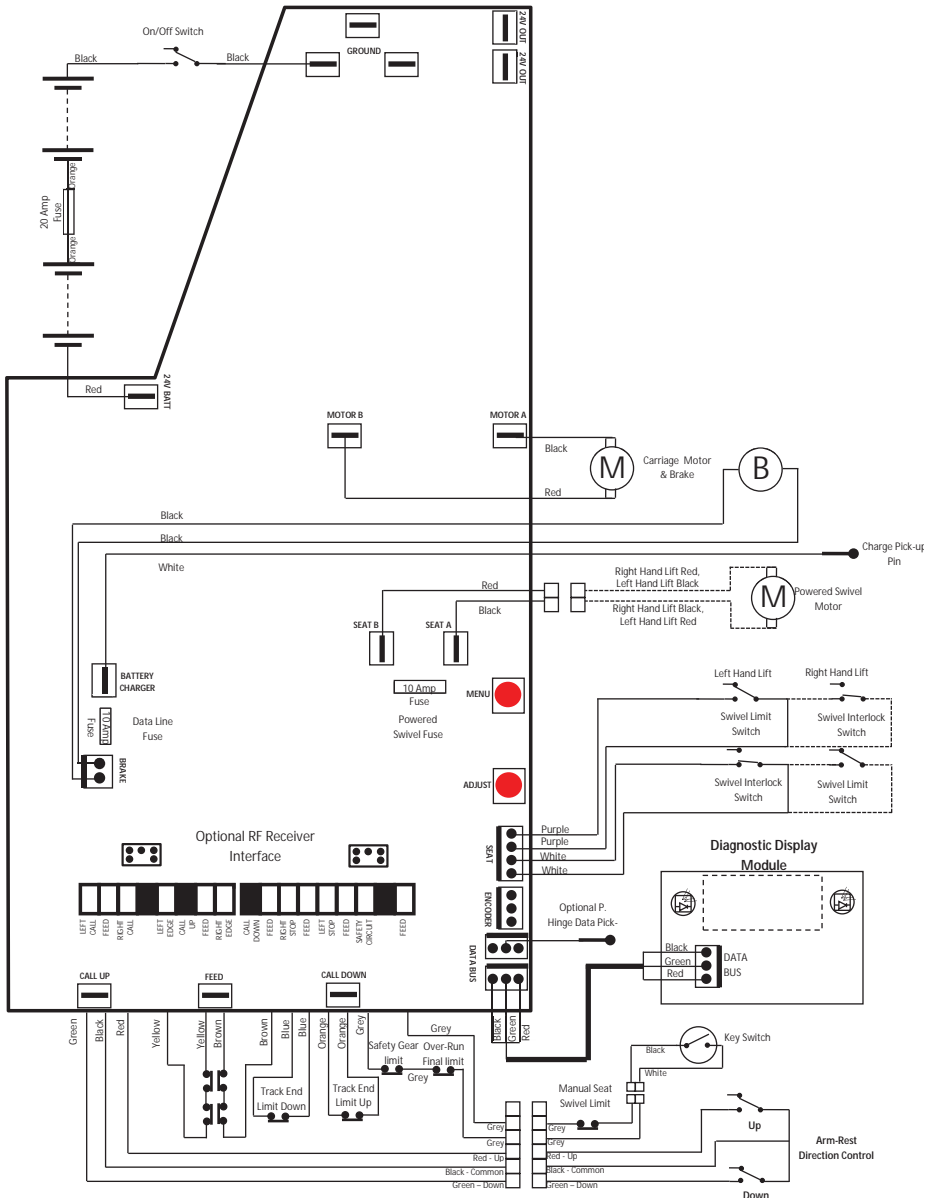 On/Off Switch
Black
Black
GROUND
24V OUT
24V OUT
Orange
20 Amp
Fuse
Orange
Red
24V BATT
MOTOR B
MOTOR A
Black
Red
M
Carriage Motor
& Brake
B
Black
Black
White
Charge Pick-up
Pin
Red
Black
Right Hand Lift Red,
Left Hand Lift Black
Right Hand Lift Black,
Left Hand Lift Red
M
Powered Swivel
Motor
SEAT B
SEAT A
BATTERY
CHARGER
10 Amp
Fuse
Data Line
Fuse
BRAKE
10 Amp
Fuse
Powered
Swivel Fuse
MENU
ADJUST
Left Hand Lift
Right Hand Lift
Swivel Limit
Switch
Swivel Interlock
Switch
Swivel Interlock
Switch
Swivel Limit
Switch
Purple
Purple
White
White
SEAT
ENCODER
DATA BUS
Optional RF Receiver
Interface
LEFT
CALL
FEED
RIGHT
CALL
LEFT
EDGE
CALL
UP
FEED
RIGHT
EDGE
CALL
DOWN
FEED
RIGHT
STOP
FEED
LEFT
STOP
FEED
SAFETY
CIRCUIT
FEED
Optional P.
Hinge Data Pick-
Diagnostic Display
Module
Black
Green
Red
DATA
BUS
CALL UP
FEED
CALL DOWN
Green
Black
Red
Yellow
Yellow
Brown
Brown
Blue
Blue
Orange
Orange
Grey
Grey
Black
Green
Red
Safety Gear
limit
Over-Run
Final limit
Grey
Track End
Limit Down
Track End
Limit Up
Manual Seat
Swivel Limit
Black
White
Key Switch
Grey
Grey
Red - Up
Black - Common
Green – Down
Grey
Grey
Red - Up
Black - Common
Green – Down
Up
Arm-Rest
Direction Control
Down